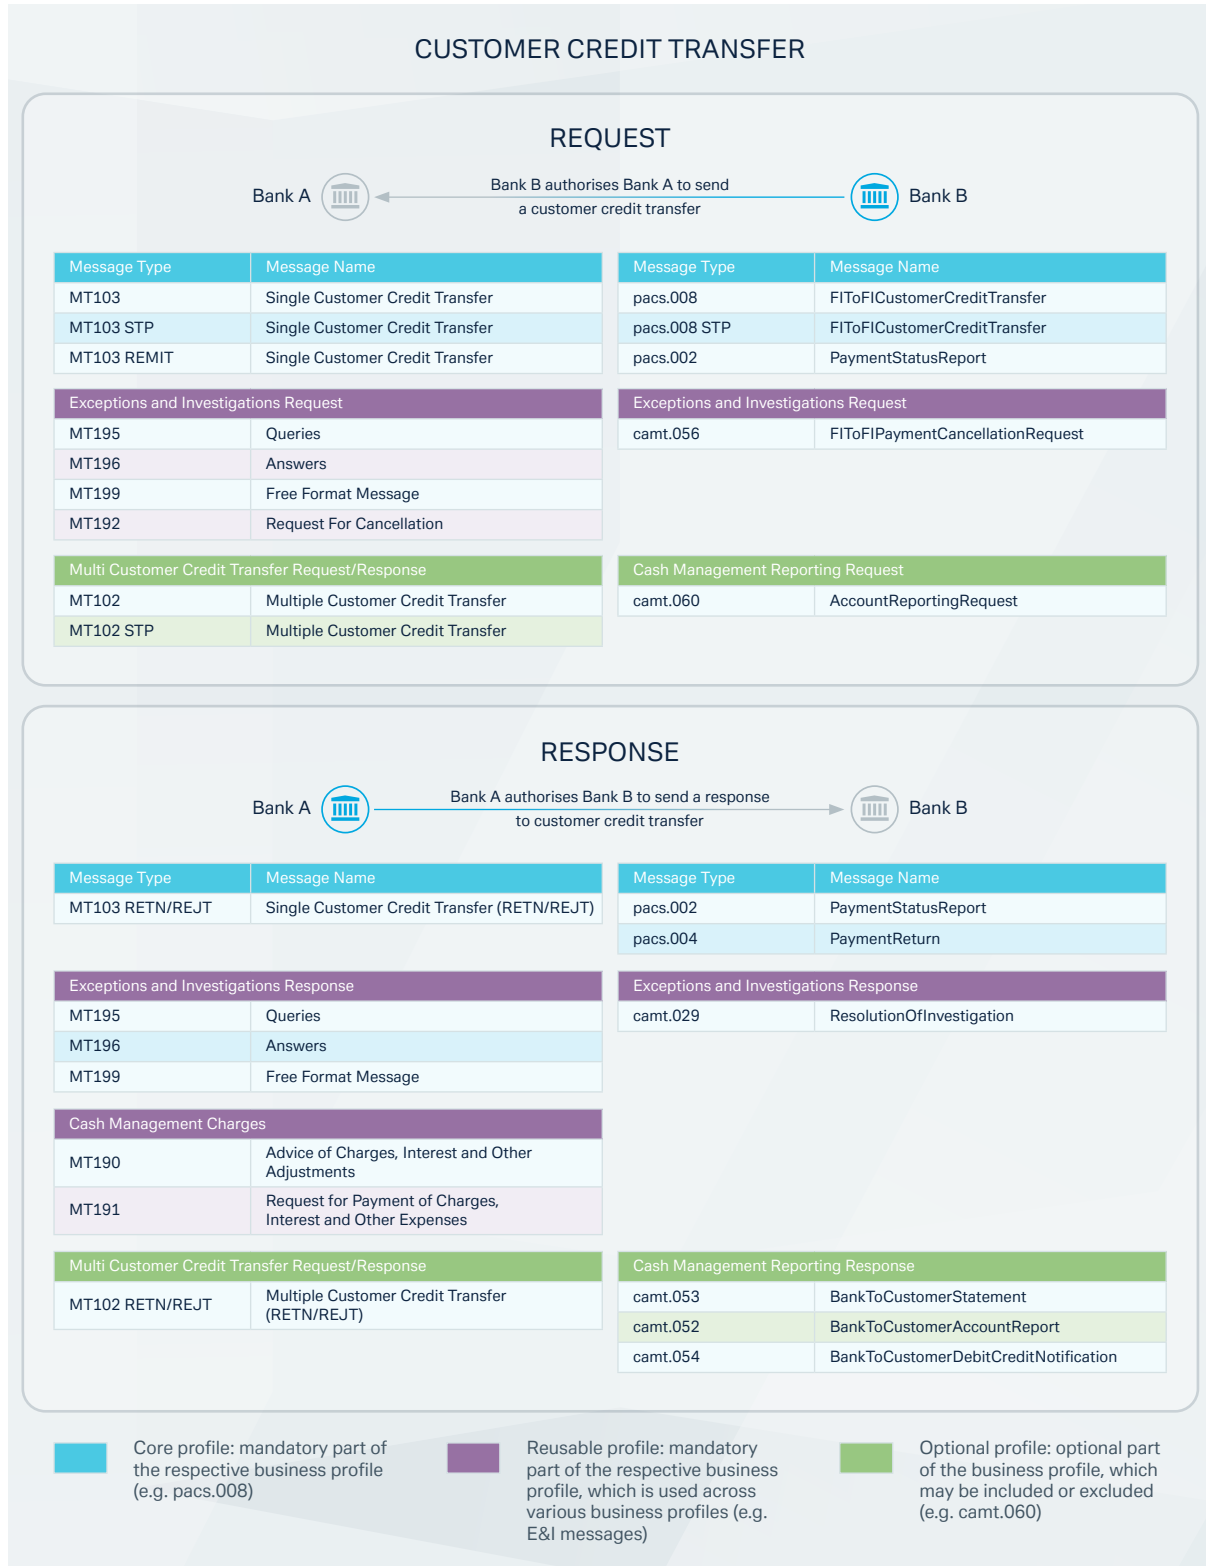 CUSTOMER CREDIT TRANSFER
REQUEST
Bank A
Bank B authorises Bank A to send
a customer credit transfer
Bank B
Message Type Message Name
MT103 Single Customer Credit Transfer
MT103 STP Single Customer Credit Transfer
MT103 REMIT Single Customer Credit Transfer
Message Type Message Name
pacs.008 FIToFICustomerCreditTransfer
pacs.008 STP FIToFICustomerCreditTransfer
pacs.002 PaymentStatusReport
Exceptions and Investigations Request
MT195 Queries
MT196 Answers
MT199 Free Format Message
MT192 Request For Cancellation
Exceptions and Investigations Request
camt.056 FIToFIPaymentCancellationRequest
Multi Customer Credit Transfer Request/Response
MT102 Multiple Customer Credit Transfer
MT102 STP Multiple Customer Credit Transfer
Cash Management Reporting Request
camt.060 AccountReportingRequest
RESPONSE
Bank A
Bank A authorises Bank B to send a response
to customer credit transfer
Bank B
Message Type Message Name
MT103 RETN/REJT Single Customer Credit Transfer (RETN/REJT)
Message Type Message Name
pacs.002 PaymentStatusReport
pacs.004 PaymentReturn
Exceptions and Investigations Response
MT195 Queries
MT196 Answers
MT199 Free Format Message
Exceptions and Investigations Response
camt.029 ResolutionOfInvestigation
Cash Management Charges
MT190 Advice of Charges, Interest and Other
Adjustments
MT191 Request for Payment of Charges,
Interest and Other Expenses
Multi Customer Credit Transfer Request/Response
MT102 RETN/REJT Multiple Customer Credit Transfer
(RETN/REJT)
Cash Management Reporting Response
camt.053 BankToCustomerStatement
camt.052 BankToCustomerAccountReport
camt.054 BankToCustomerDebitCreditNotification
Core profile: mandatory part of
the respective business profile
(e.g. pacs.008)
Reusable profile: mandatory
part of the respective business
profile, which is used across
various business profiles (e.g.
E&I messages)
Optional profile: optional part
of the business profile, which
may be included or excluded
(e.g. camt.060)